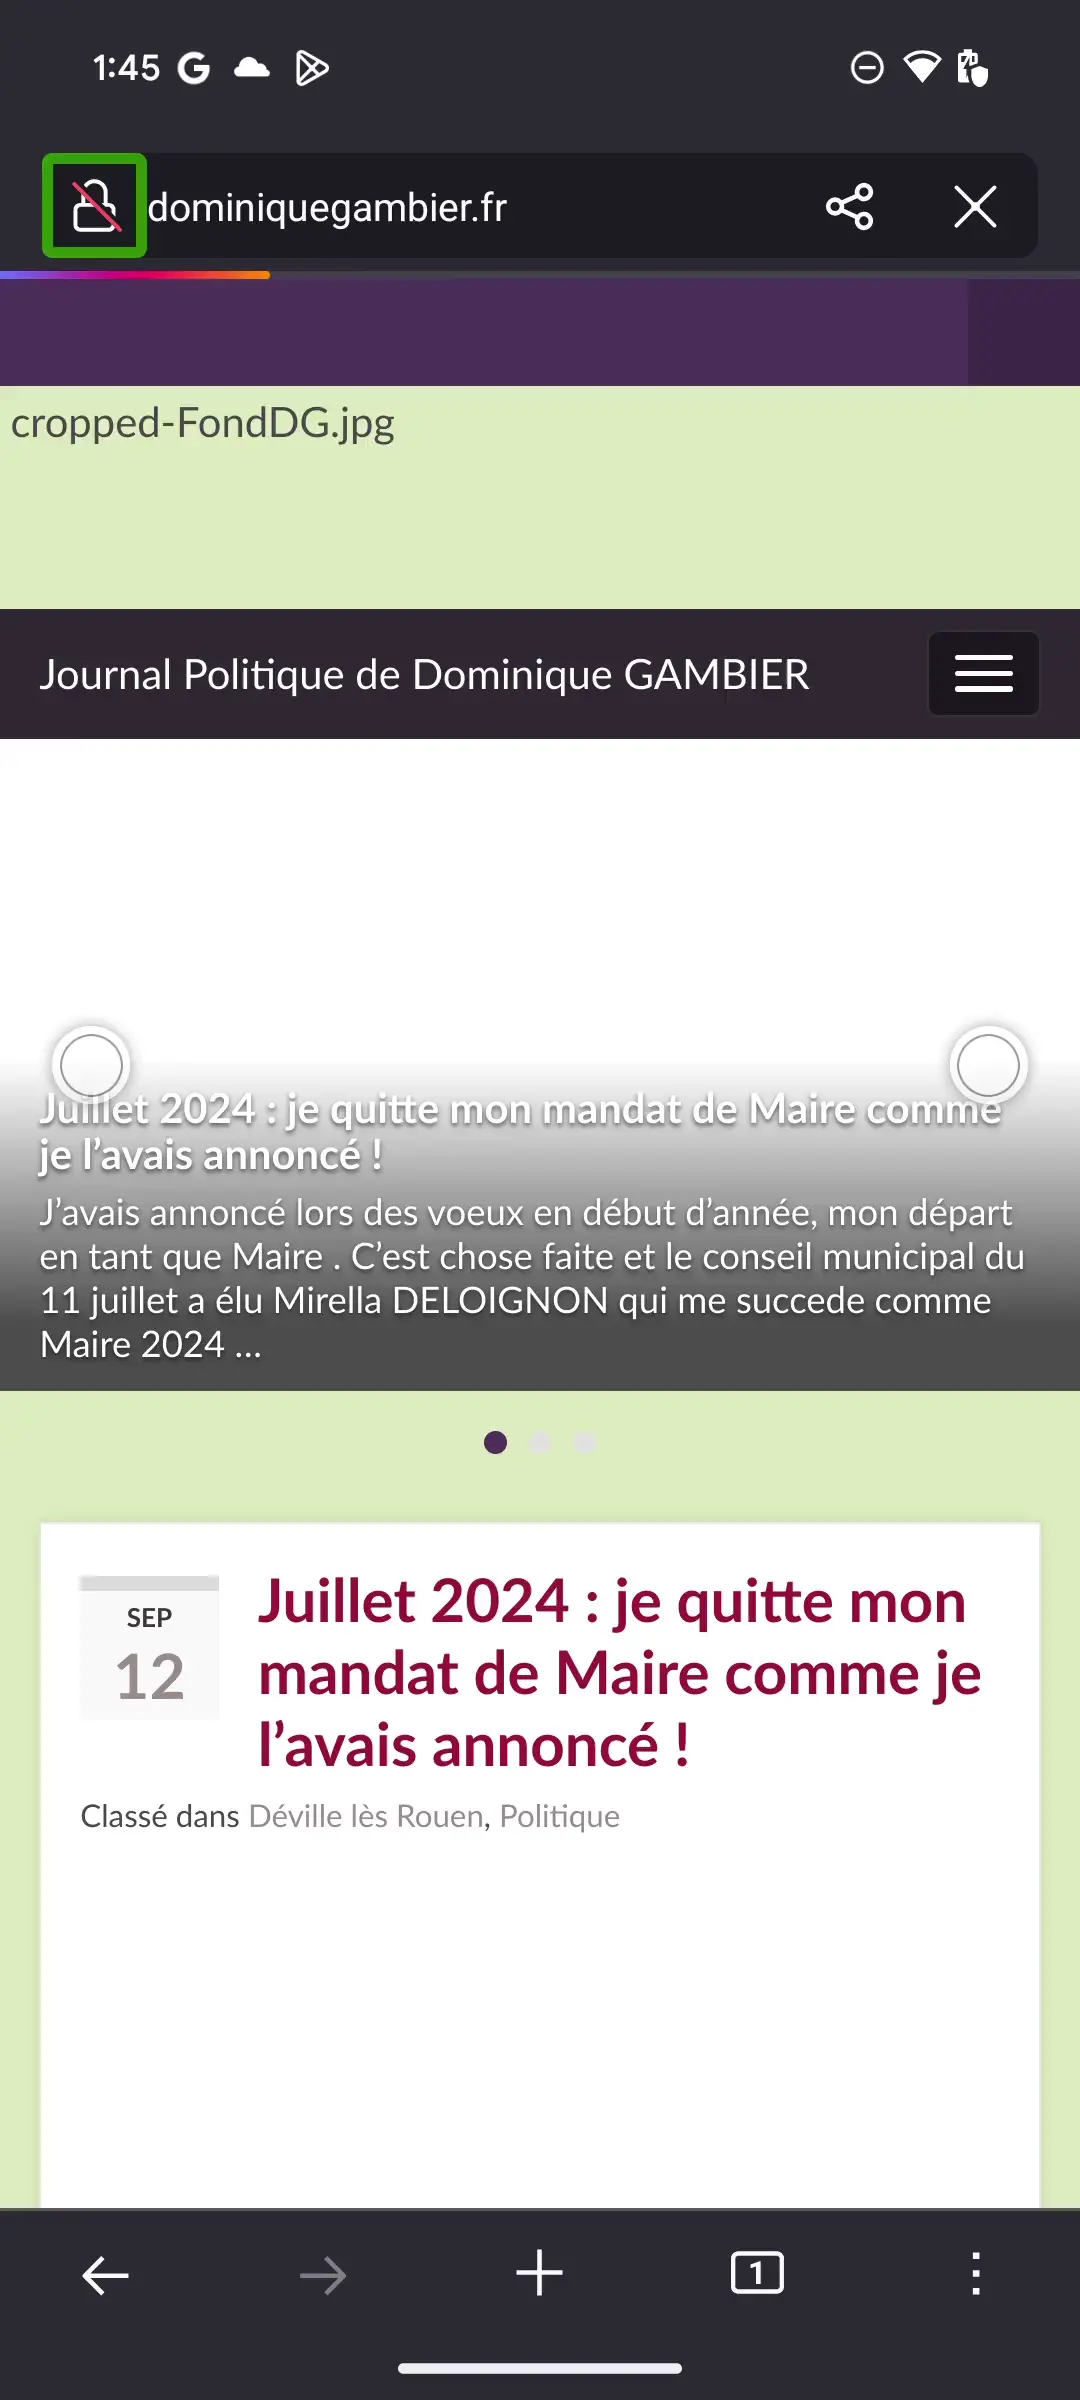 1:45
dominiquegambier.fr
cropped-FondDG.jpg
Journal Politique de Dominique GAMBIER
Juillet 2024 : je quitte mon mandat de Maire comme
je l’avais annoncé !
J’avais annoncé lors des voeux en début d’année, mon départ
en tant que Maire . C’est chose faite et le conseil municipal du
11 juillet a élu Mirella DELOIGNON qui me succede comme
Maire 2024 ...
SEP
12
Juillet 2024 : je quitte mon
mandat de Maire comme je
l’avais annoncé !
Classé dans Déville lès Rouen, Politique
1